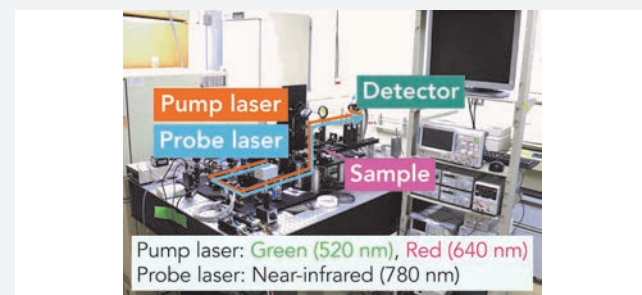 Pump laser
Probe laser
Detector
Sample
Pump laser: Green (520 nm), Red (640 nm)
Probe laser: Near-infrared (780 nm)